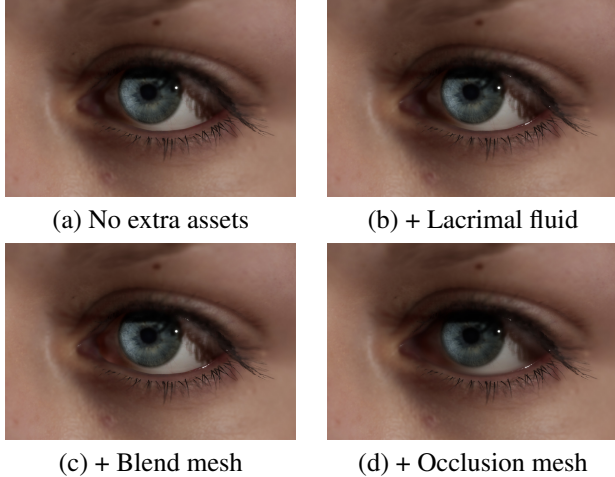 (a) No extra assets
(b) + Lacrimal fluid
(c) + Blend mesh
(d) + Occlusion mesh